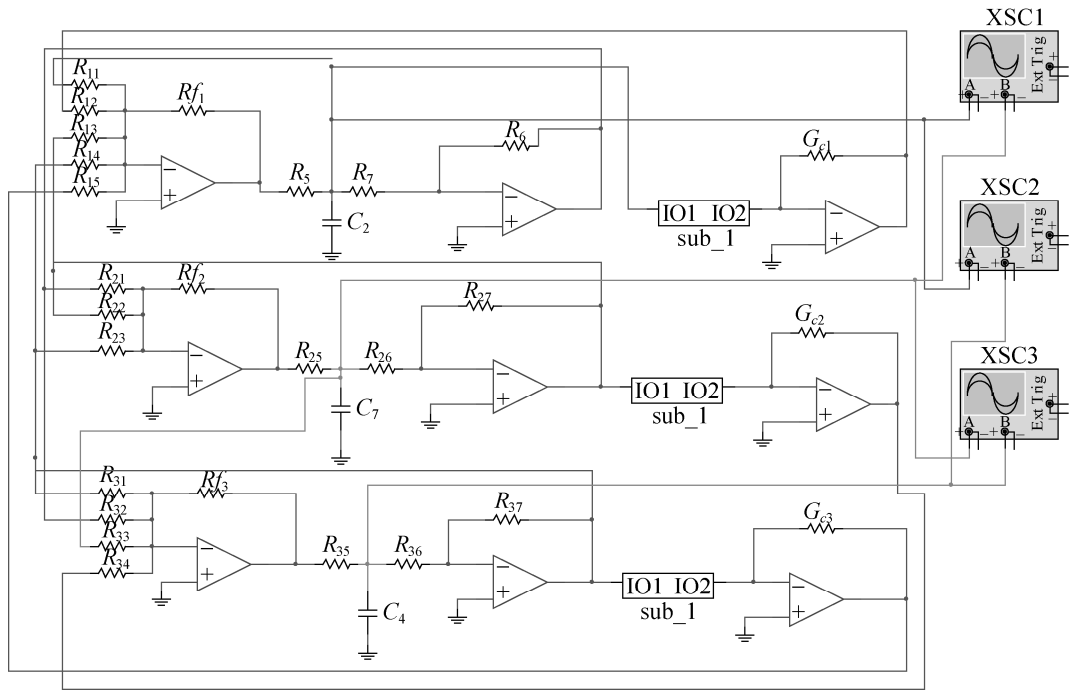 XSC1
Ext Trig
A B
R11
R12
R13
R14
R15
Rf1
R5
R7
C2
R6
IO1 IO2
sub_1
Gc1
XSC2
Ext Trig
A B
R21
R22
R23
Rf2
R25
R26
C7
R27
IO1 IO2
sub_1
Gc2
XSC3
Ext Trig
A B
R31
R32
R33
R34
Rf3
R35
R36
C4
R37
IO1 IO2
sub_1
Gc3